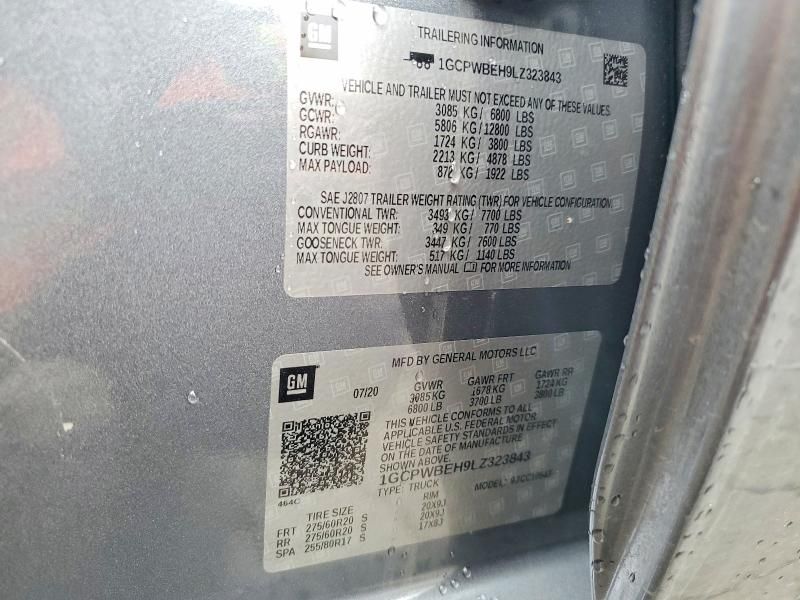 GM
TRAILERING INFORMATION
1GCPWBEH9LZ323843
VEHICLE AND TRAILER MUST NOT EXCEED ANY OF THESE VALUES
GVWR: 3085 KG / 6800 LBS
GCWR: 5806 KG / 12800 LBS
RGAWR: 1724 KG / 3800 LBS
CURB WEIGHT: 2213 KG / 4878 LBS
MAX PAYLOAD: KG / 1922 LBS
SAE J2807 TRAILER WEIGHT RATING (TWR) FOR VEHICLE CONFIGURATION
CONVENTIONAL TWR: 3493 KG / 7700 LBS
MAX TONGUE WEIGHT: 349 KG / 770 LBS
GOOSENECK TWR: 3447 KG / 7600 LBS
MAX TONGUE WEIGHT: 517 KG / 1140 LBS
SEE OWNER'S MANUAL FOR MORE INFORMATION
GM
MFD BY GENERAL MOTORS LLC
07/20 GVWR GAWR FRT GAWR RR
3085 KG 1678 KG 1724 KG
6800 LB 3700 LB 3800 LB
THIS VEHICLE CONFORMS TO ALL
APPLICABLE U.S. FEDERAL MOTOR
VEHICLE SAFETY STANDARDS IN EFFECT
ON THE DATE OF MANUFACTURE
SHOWN ABOVE.
1GCPWBEH9LZ323843
TYPE: TRUCK MODEL:
464C
TIRE SIZE RIM
FRT 275/60R20 S 20X9J
RR 275/60R20 S 20X9J
SPA 255/80R17 S 17X8J